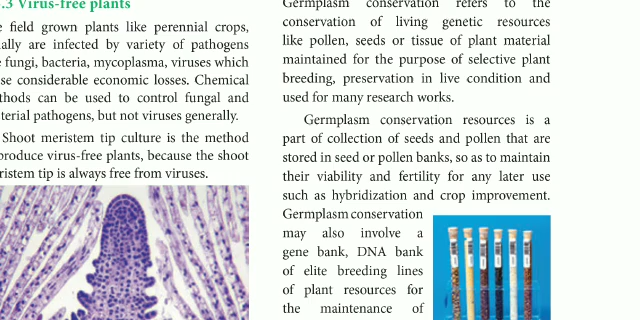 .3 Virus-free plants
field grown plants like perennial crops,
ally are infected by variety of pathogens
fungi, bacteria, mycoplasma, viruses which
se considerable economic losses. Chemical
thods can be used to control fungal and
terial pathogens, but not viruses generally.
Shoot meristem tip culture is the method
produce virus-free plants, because the shoot
ristem tip is always free from viruses.
Germplasm conservation refers to the
conservation of living genetic resources
like pollen, seeds or tissue of plant material
maintained for the purpose of selective plant
breeding, preservation in live condition and
used for many research works.
Germplasm conservation resources is a
part of collection of seeds and pollen that are
stored in seed or pollen banks, so as to maintain
their viability and fertility for any later use
such as hybridization and crop improvement.
Germplasm conservation
may also involve a
gene bank, DNA bank
of elite breeding lines
of plant resources for
the maintenance of